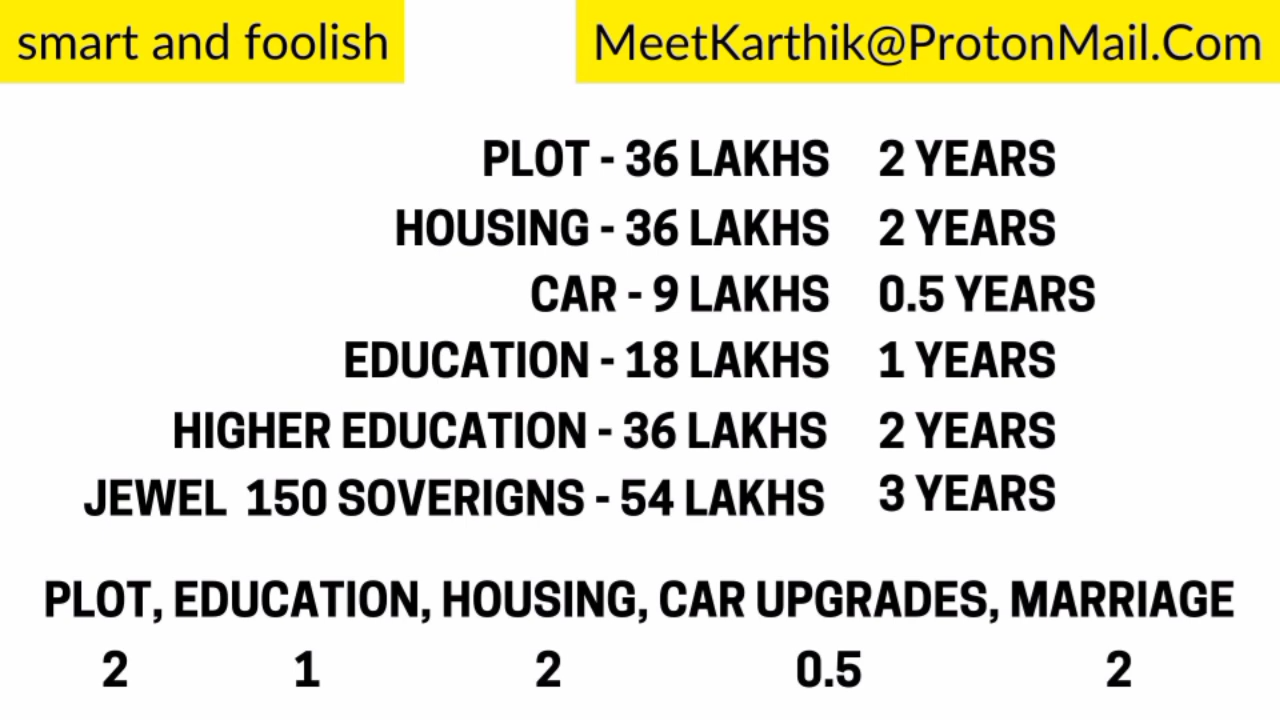 smart and foolish
MeetKarthik@ProtonMail.Com
PLOT - 36 LAKHS 2 YEARS
HOUSING - 36 LAKHS 2 YEARS
CAR - 9 LAKHS 0.5 YEARS
EDUCATION - 18 LAKHS 1 YEARS
HIGHER EDUCATION - 36 LAKHS 2 YEARS
JEWEL 150 SOVERIGNS - 54 LAKHS 3 YEARS
PLOT, EDUCATION, HOUSING, CAR UPGRADES, MARRIAGE
2 1 2 0.5 2